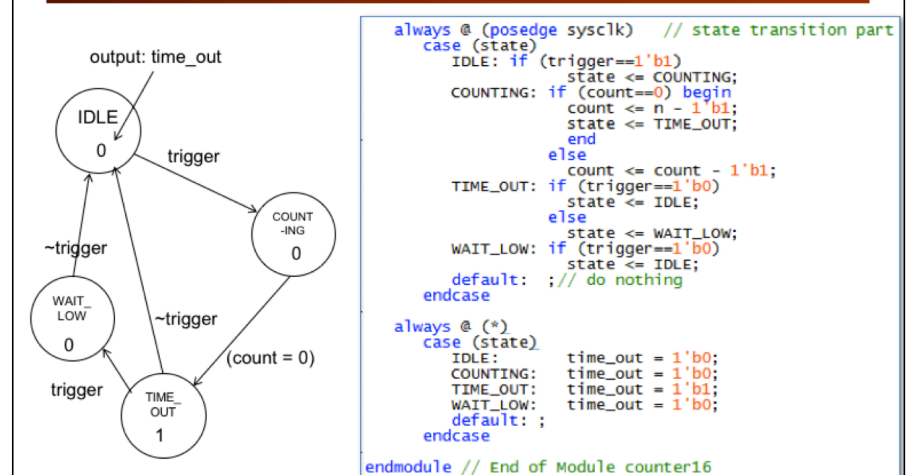 output: time_out
IDLE
0
trigger
COUNT
-ING
0
~trigger
WAIT_
LOW
0
~trigger
(count = 0)
trigger
TIME_
OUT
1
always @ (posedge sysclk) // state transition part
case (state)
IDLE: if (trigger==1'b1)
state <= COUNTING;
COUNTING: if (count==0) begin
count <= n - 1'b1;
state <= TIME_OUT;
end
else
count <= count - 1'b1;
TIME_OUT: if (trigger==1'b0)
state <= IDLE;
else
state <= WAIT_LOW;
WAIT_LOW: if (trigger==1'b0)
state <= IDLE;
default: ;// do nothing
endcase
always @ (*)
case (state)
IDLE: time_out = 1'b0;
COUNTING: time_out = 1'b0;
TIME_OUT: time_out = 1'b1;
WAIT_LOW: time_out = 1'b0;
default: ;
endcase
endmodule // End of Module counter16